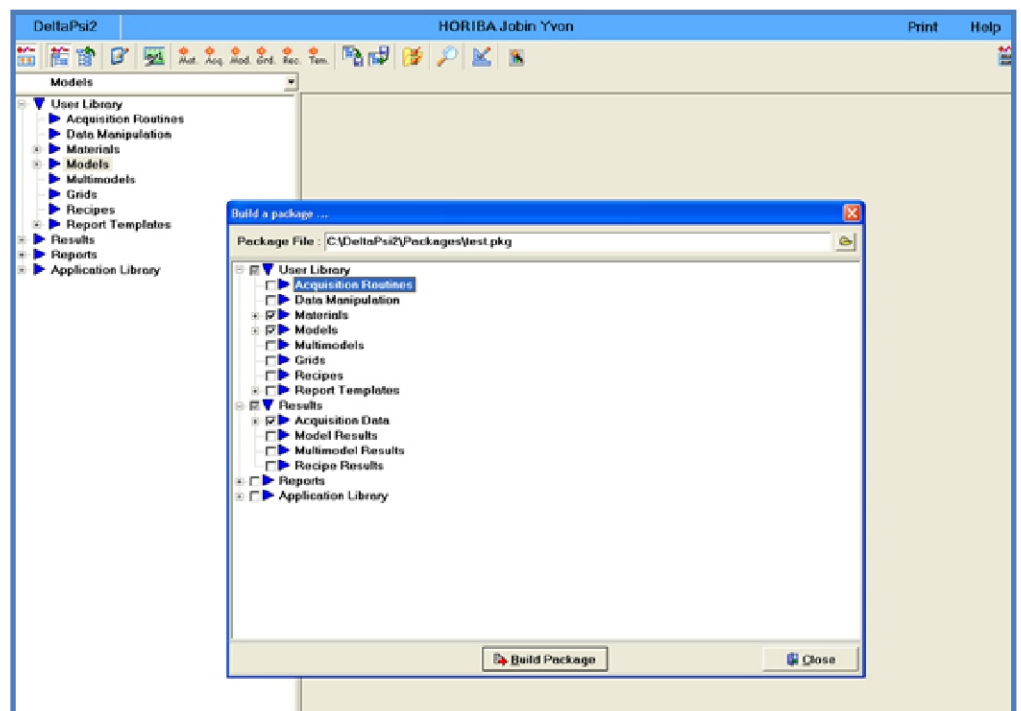 DeltaPsi2 HORIBA Jobin Yvon Print Help
Mat. Acq. Mod. Grd. Rec. Tem.
Models
User Library
Acquisition Routines
Data Manipulation
Materials
Models
Multimodels
Grids
Recipes
Report Templates
Results
Reports
Application Library
Build a package ...
Package File : C:\DeltaPsi2\Packages\test.pkg
User Library
Acquisition Routines
Data Manipulation
Materials
Models
Multimodels
Grids
Recipes
Report Templates
Results
Acquisition Data
Model Results
Multimodel Results
Recipe Results
Reports
Application Library
Build Package Close